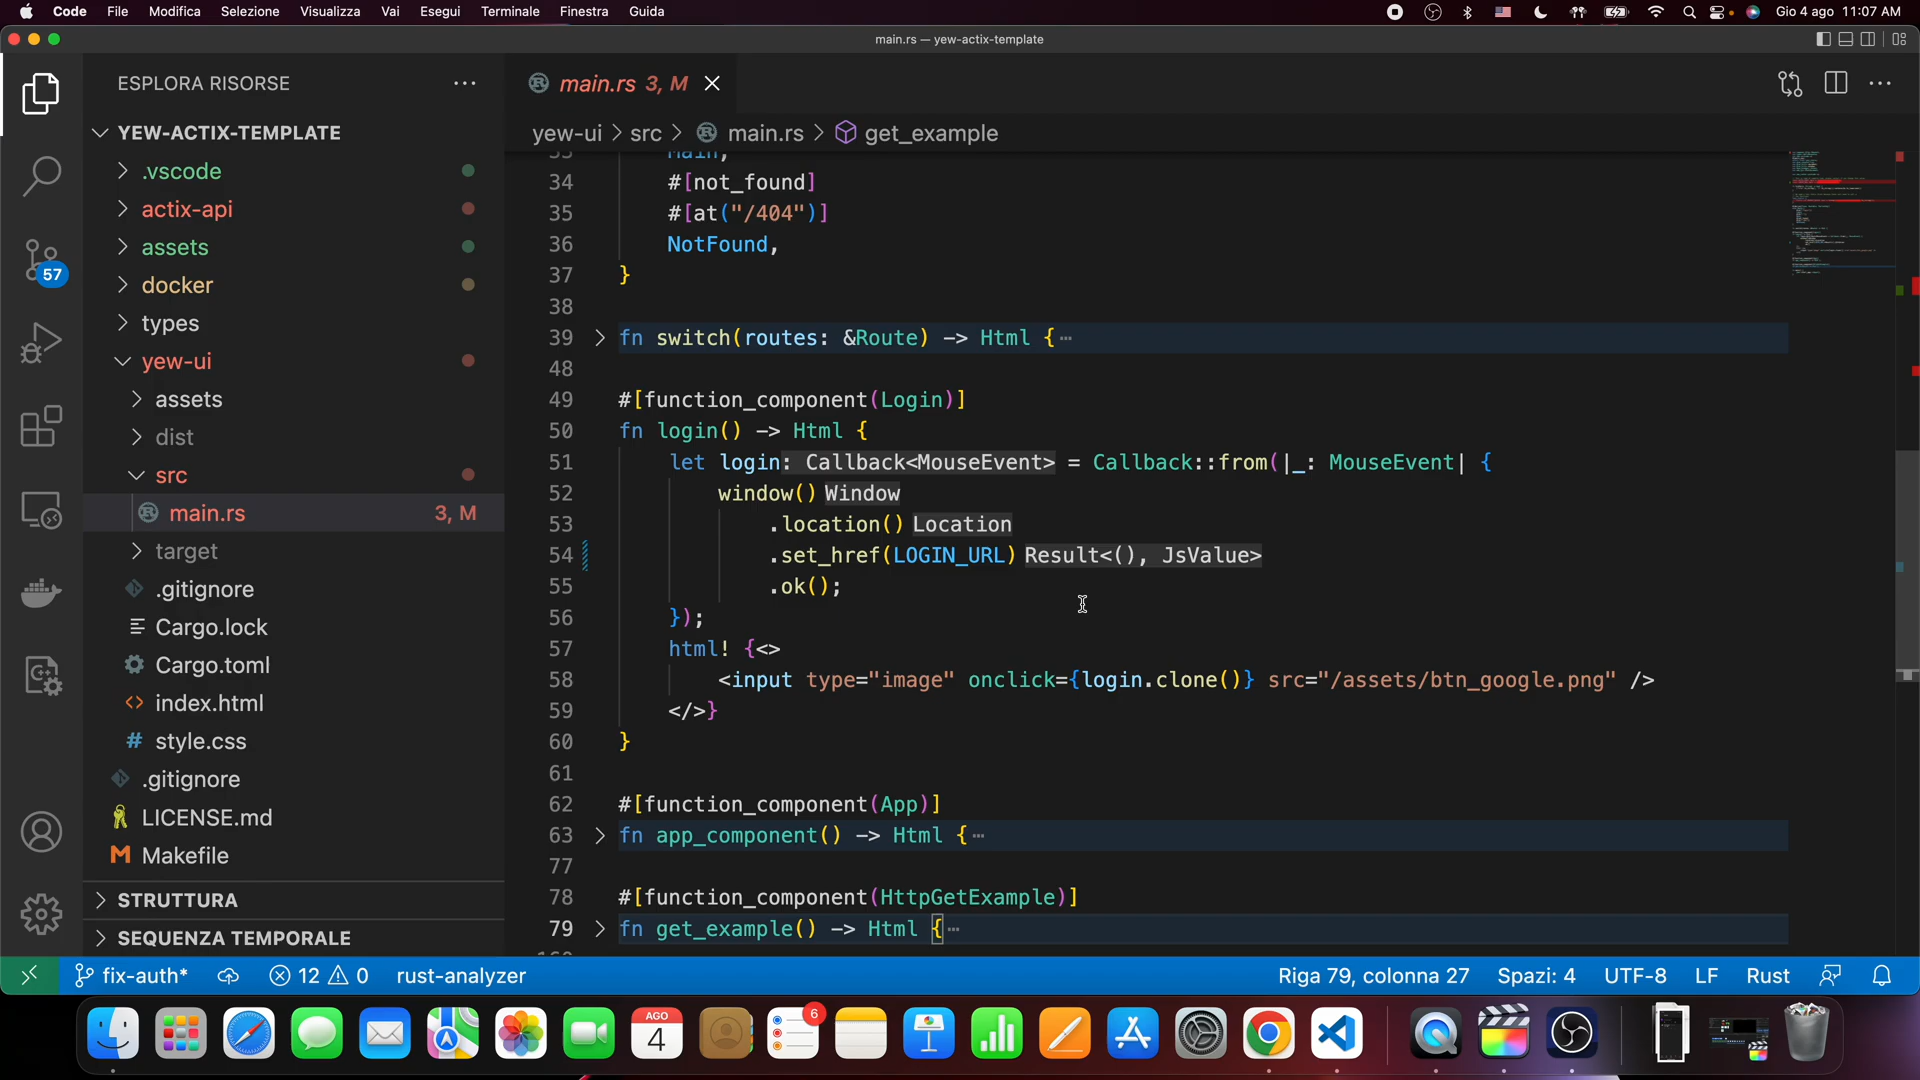 Code File Modifica Selezione Visualizza Vai Esegui Terminale Finestra Guida Gio 4 ago 11:07 AM
main.rs — yew-actix-template
ESPLORA RISORSE
main.rs 3, M
yew-ui > src > main.rs > get_example
YEW-ACTIX-TEMPLATE
.vscode
actix-api
assets
docker
types
yew-ui
assets
dist
src
main.rs 3, M
target
.gitignore
Cargo.lock
Cargo.toml
index.html
style.css
.gitignore
LICENSE.md
Makefile
STRUTTURA
SEQUENZA TEMPORALE
57
33 Main,
34 #[not_found]
35 #[at("/404")]
36 NotFound,
37 }
38
39 fn switch(routes: &Route) -> Html {…
48
49 #[function_component(Login)]
50 fn login() -> Html {
51 let login: Callback<MouseEvent> = Callback::from(|_: MouseEvent| {
52 window() Window
53 .location() Location
54 .set_href(LOGIN_URL) Result<(), JsValue>
55 .ok();
56 });
57 html! {<>
58 <input type="image" onclick={login.clone()} src="/assets/btn_google.png" />
59 </>}
60 }
61
62 #[function_component(App)]
63 fn app_component() -> Html {…
77
78 #[function_component(HttpGetExample)]
79 fn get_example() -> Html {…
fix-auth* 12 0 rust-analyzer Riga 79, colonna 27 Spazi: 4 UTF-8 LF Rust
AGO
4
6